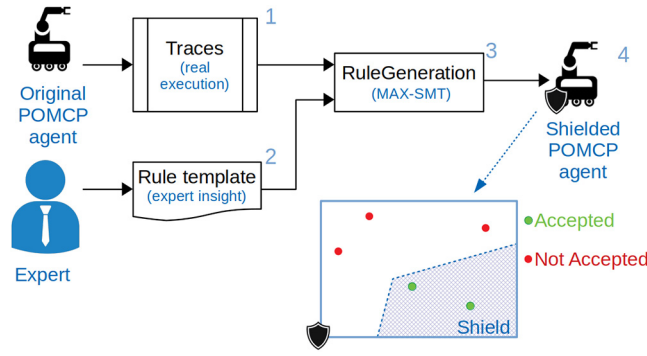 1
Traces
(real
execution)
Original
POMCP
agent
2
Rule template
(expert insight)
Expert
3
RuleGeneration
(MAX-SMT)
4
Shielded
POMCP
agent
Accepted
Not Accepted
Shield